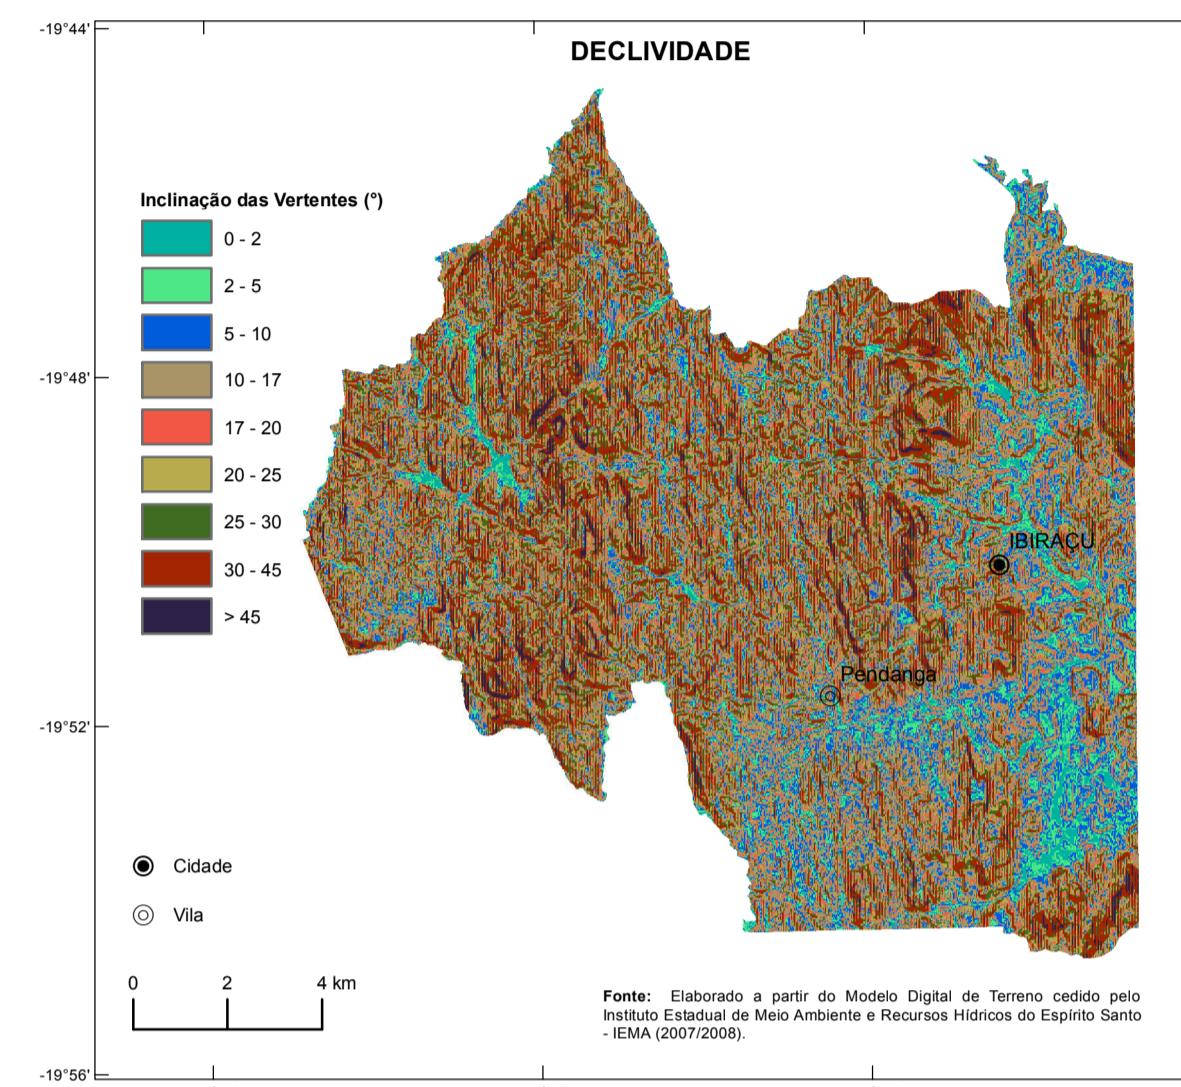 -19°44'
DECLIVIDADE
Inclinação das Vertentes (°)
0 - 2
2 - 5
5 - 10
10 - 17
17 - 20
20 - 25
25 - 30
30 - 45
> 45
-19°48'
IBIRAÇU
Pendanga
-19°52'
Cidade
Vila
0 2 4 km
Fonte: Elaborado a partir do Modelo Digital de Terreno cedido pelo
Instituto Estadual de Meio Ambiente e Recursos Hídricos do Espírito Santo
- IEMA (2007/2008).
-19°56'